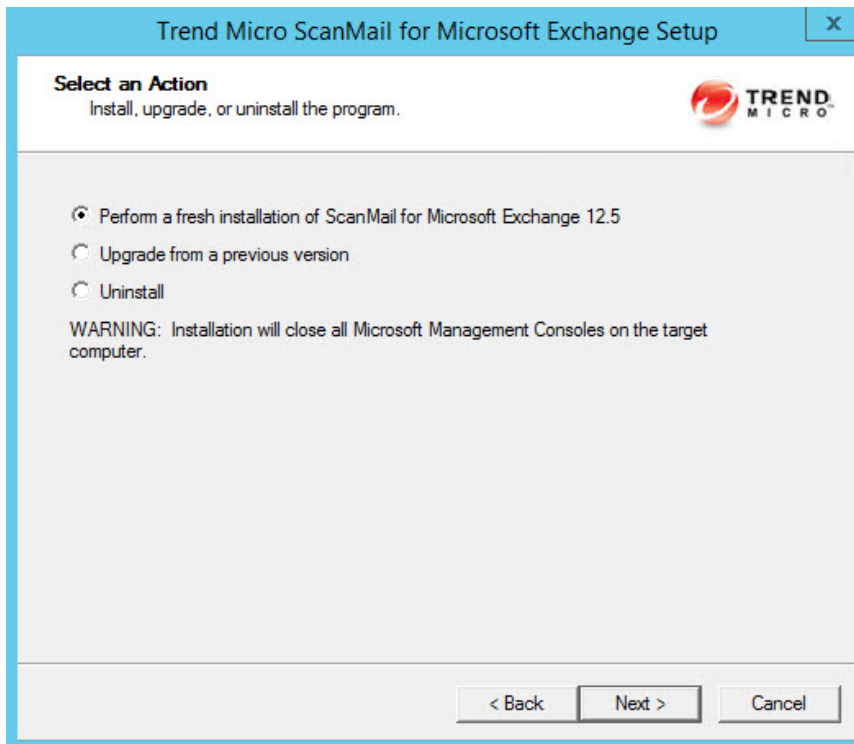 Trend Micro ScanMail for Microsoft Exchange Setup
x
Select an Action
Install, upgrade, or uninstall the program.
TREND
MICRO
Perform a fresh installation of ScanMail for Microsoft Exchange 12.5
Upgrade from a previous version
Uninstall
WARNING: Installation will close all Microsoft Management Consoles on the target
computer.
< Back
Next >
Cancel